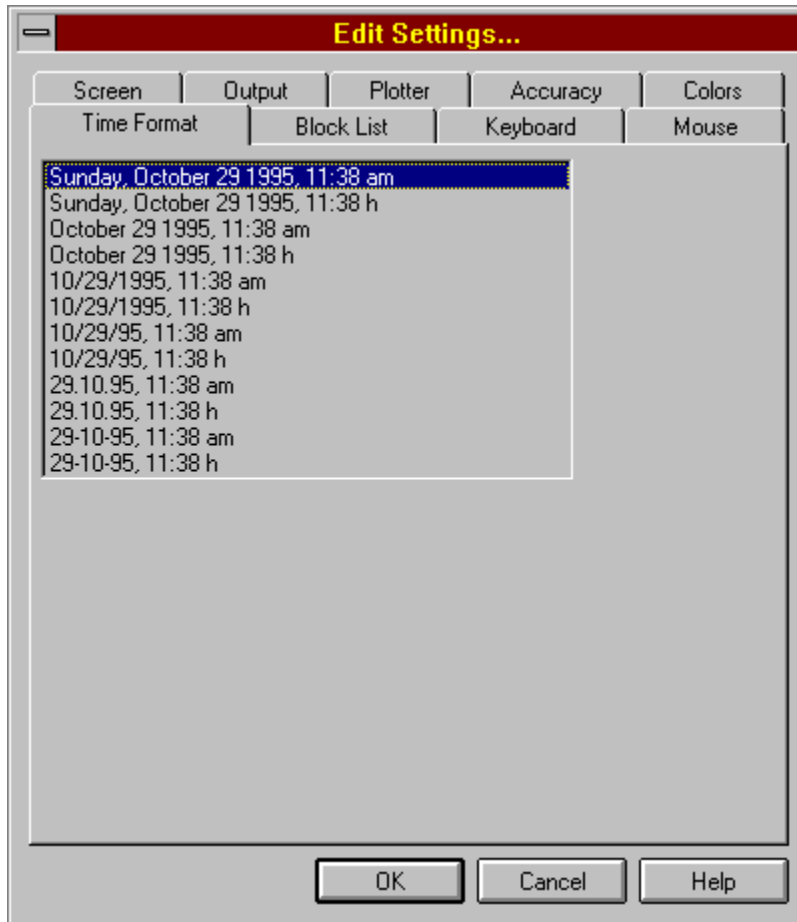 Edit Settings...
Screen Output Plotter Accuracy Colors
Time Format Block List Keyboard Mouse
Sunday, October 29 1995, 11:38 am
Sunday, October 29 1995, 11:38 h
October 29 1995, 11:38 am
October 29 1995, 11:38 h
10/29/1995, 11:38 am
10/29/1995, 11:38 h
10/29/95, 11:38 am
10/29/95, 11:38 h
29.10.95, 11:38 am
29.10.95, 11:38 h
29-10-95, 11:38 am
29-10-95, 11:38 h
OK Cancel Help